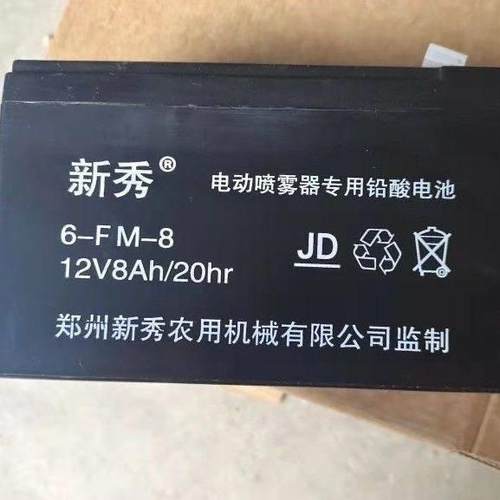 新秀® 电动喷雾器专用铅酸电池
6-FM-8
12V8Ah/20hr
JD
郑州新秀农用机械有限公司监制